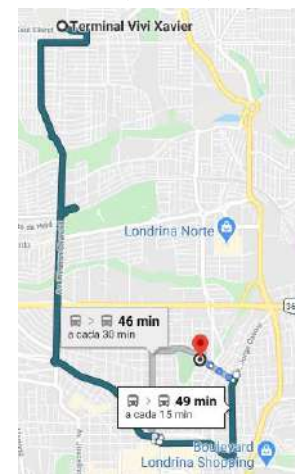 Terminal Vivi Xavier
Londrina Norte
> 46 min
a cada 30 min
> 49 min
a cada 15 min
Boulevard
Londrina Shopping